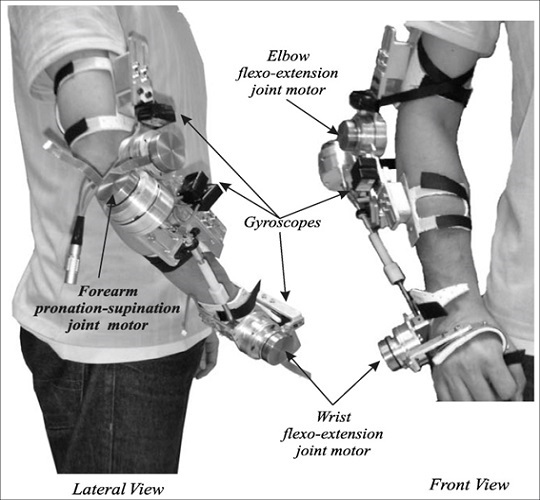 Elbow
flexo-extension
joint motor
Gyroscopes
Forearm
pronation-supination
joint motor
Wrist
flexo-extension
joint motor
Lateral View
Front View